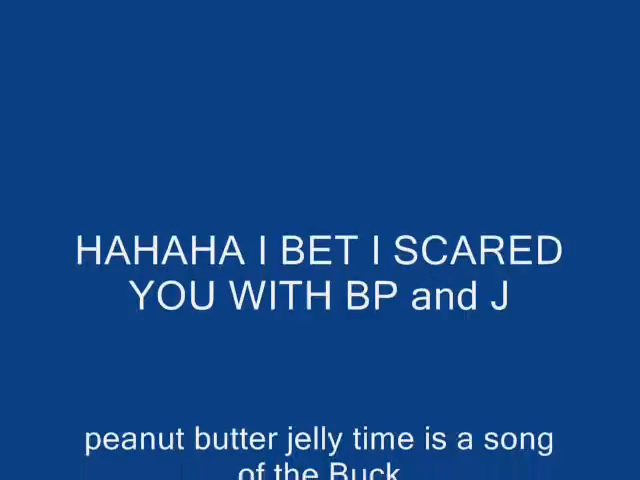 HAHAHA I BET I SCARED
YOU WITH BP and J
peanut butter jelly time is a song
of the Buck